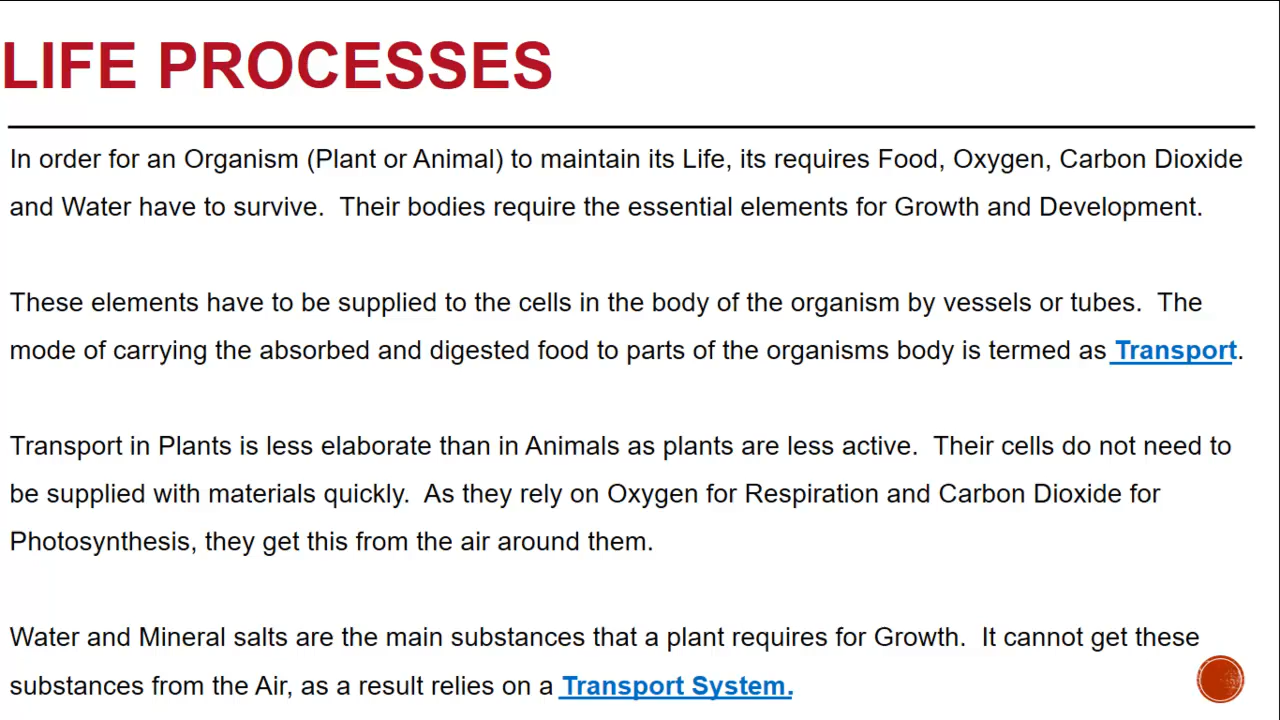 LIFE PROCESSES
In order for an Organism (Plant or Animal) to maintain its Life, its requires Food, Oxygen, Carbon Dioxide
and Water have to survive.  Their bodies require the essential elements for Growth and Development.
These elements have to be supplied to the cells in the body of the organism by vessels or tubes.  The
mode of carrying the absorbed and digested food to parts of the organisms body is termed as Transport.
Transport in Plants is less elaborate than in Animals as plants are less active.  Their cells do not need to
be supplied with materials quickly.  As they rely on Oxygen for Respiration and Carbon Dioxide for
Photosynthesis, they get this from the air around them.
Water and Mineral salts are the main substances that a plant requires for Growth.  It cannot get these
substances from the Air, as a result relies on a Transport System.